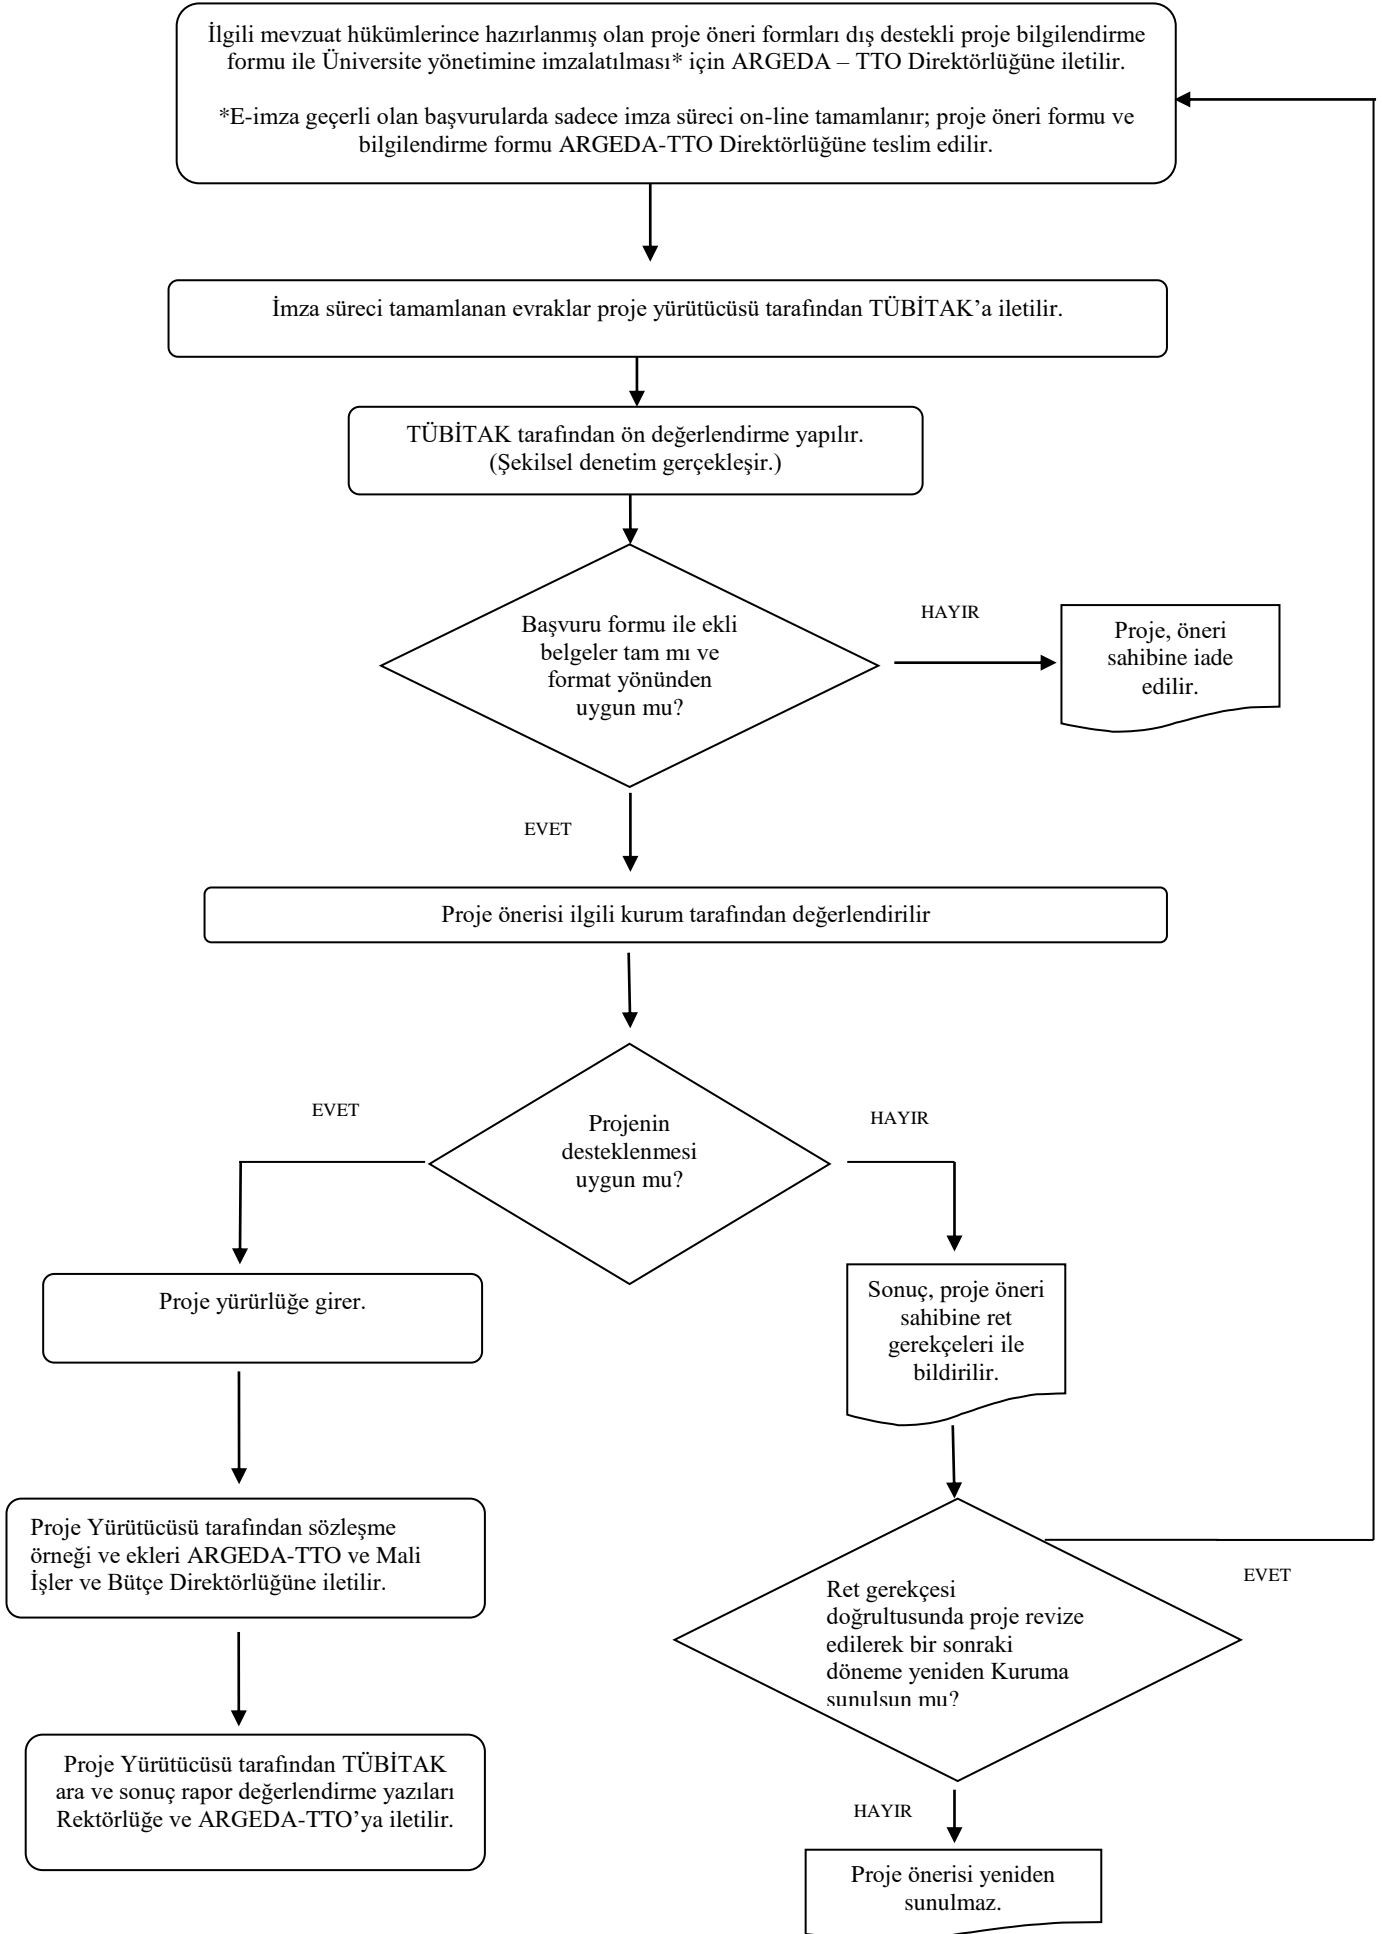 İlgili mevzuat hükümlerince hazırlanmış olan proje öneri formları dış destekli proje bilgilendirme
formu ile Üniversite yönetimine imzalatılması* için ARGEDA – TTO Direktörlüğüne iletilir.
*E-imza geçerli olan başvurularda sadece imza süreci on-line tamamlanır; proje öneri formu ve
bilgilendirme formu ARGEDA-TTO Direktörlüğüne teslim edilir.
İmza süreci tamamlanan evraklar proje yürütücüsü tarafından TÜBİTAK’a iletilir.
TÜBİTAK tarafından ön değerlendirme yapılır.
(Şekilsel denetim gerçekleşir.)
Başvuru formu ile ekli
belgeler tam mı ve
format yönünden
uygun mu?
HAYIR
Proje, öneri
sahibine iade
edilir.
EVET
Proje önerisi ilgili kurum tarafından değerlendirilir
Projenin
desteklenmesi
uygun mu?
EVET
HAYIR
Proje yürürlüğe girer.
Sonuç, proje öneri
sahibine ret
gerekçeleri ile
bildirilir.
Proje Yürütücüsü tarafından sözleşme
örneği ve ekleri ARGEDA-TTO ve Mali
İşler ve Bütçe Direktörlüğüne iletilir.
Ret gerekçesi
doğrultusunda proje revize
edilerek bir sonraki
döneme yeniden Kuruma
sunulsun mu?
EVET
Proje Yürütücüsü tarafından TÜBİTAK
ara ve sonuç rapor değerlendirme yazıları
Rektörlüğe ve ARGEDA-TTO’ya iletilir.
HAYIR
Proje önerisi yeniden
sunulmaz.